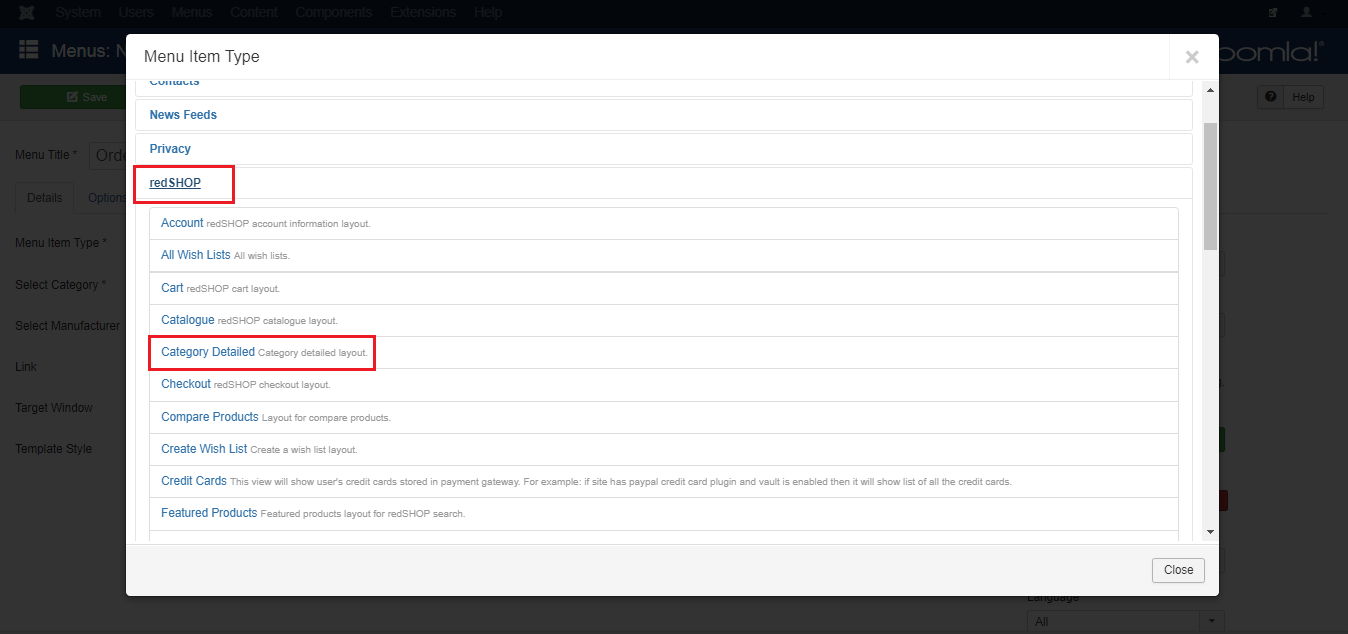 System Users Menus Content Components Extensions Help
Menus: N
oomla!®
Menu Item Type
×
Contacts
Save
Help
News Feeds
Menu Title *
Orde
Privacy
redSHOP
Details
Options
Account redSHOP account information layout.
Menu Item Type *
All Wish Lists All wish lists.
Select Category *
Cart redSHOP cart layout.
Select Manufacturer
Catalogue redSHOP catalogue layout.
Category Detailed Category detailed layout.
Link
Checkout redSHOP checkout layout.
Target Window
Compare Products Layout for compare products.
Template Style
Create Wish List Create a wish list layout.
Credit Cards This view will show user's credit cards stored in payment gateway. For example: if site has paypal credit card plugin and vault is enabled then it will show list of all the credit cards.
Featured Products Featured products layout for redSHOP search.
Close
Language
All